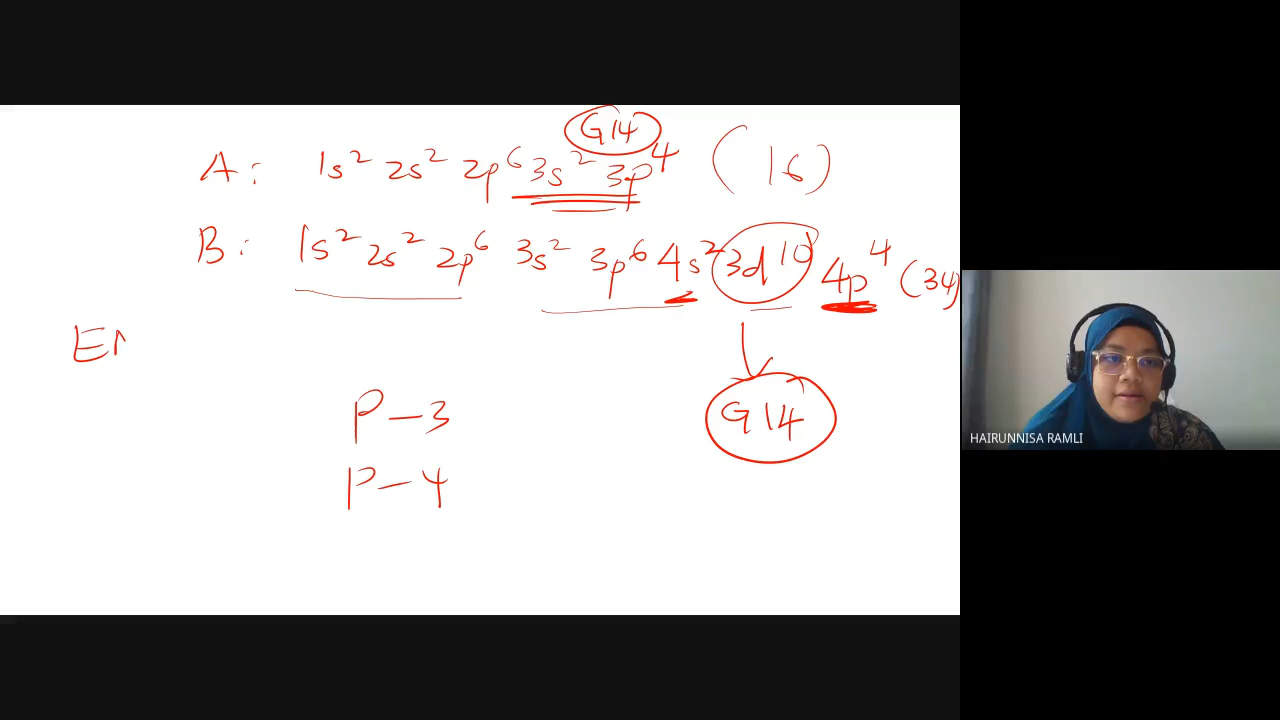 G14
A: 1s² 2s² 2p⁶ 3s² 3p⁴ (16)
B: 1s² 2s² 2p⁶ 3s² 3p⁶ 4s² 3d¹⁰ 4p⁴ (34)
P-3
G14
P-4
HAIRUNNISA RAMLI